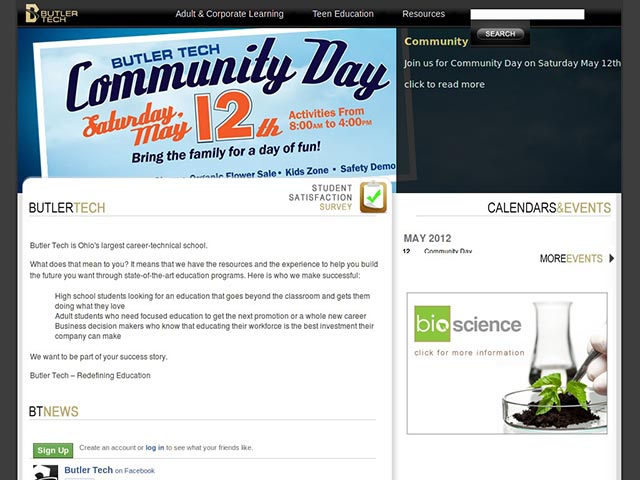 BUTLER
TECH
Adult & Corporate Learning
Teen Education
Resources
SEARCH
BUTLER TECH
Community Day
Saturday,
May 12th
Activities From
8:00AM to 4:00PM
Bring the family for a day of fun!
Organic Flower Sale • Kids Zone • Safety Demo
Community
Join us for Community Day on Saturday May 12th
click to read more
STUDENT
SATISFACTION
SURVEY
BUTLERTECH
CALENDARS&EVENTS
Butler Tech is Ohio's largest career-technical school.
What does that mean to you? It means that we have the resources and the experience to help you build
the future you want through state-of-the-art education programs. Here is who we make successful:
High school students looking for an education that goes beyond the classroom and gets them
doing what they love
Adult students who need focused education to get the next promotion or a whole new career
Business decision makers who know that educating their workforce is the best investment their
company can make
We want to be part of your success story.
Butler Tech – Redefining Education
MAY 2012
12 Community Day
MOREEVENTS
bioscience
click for more information
BTNEWS
Sign Up
Create an account or log in to see what your friends like.
Butler Tech on Facebook